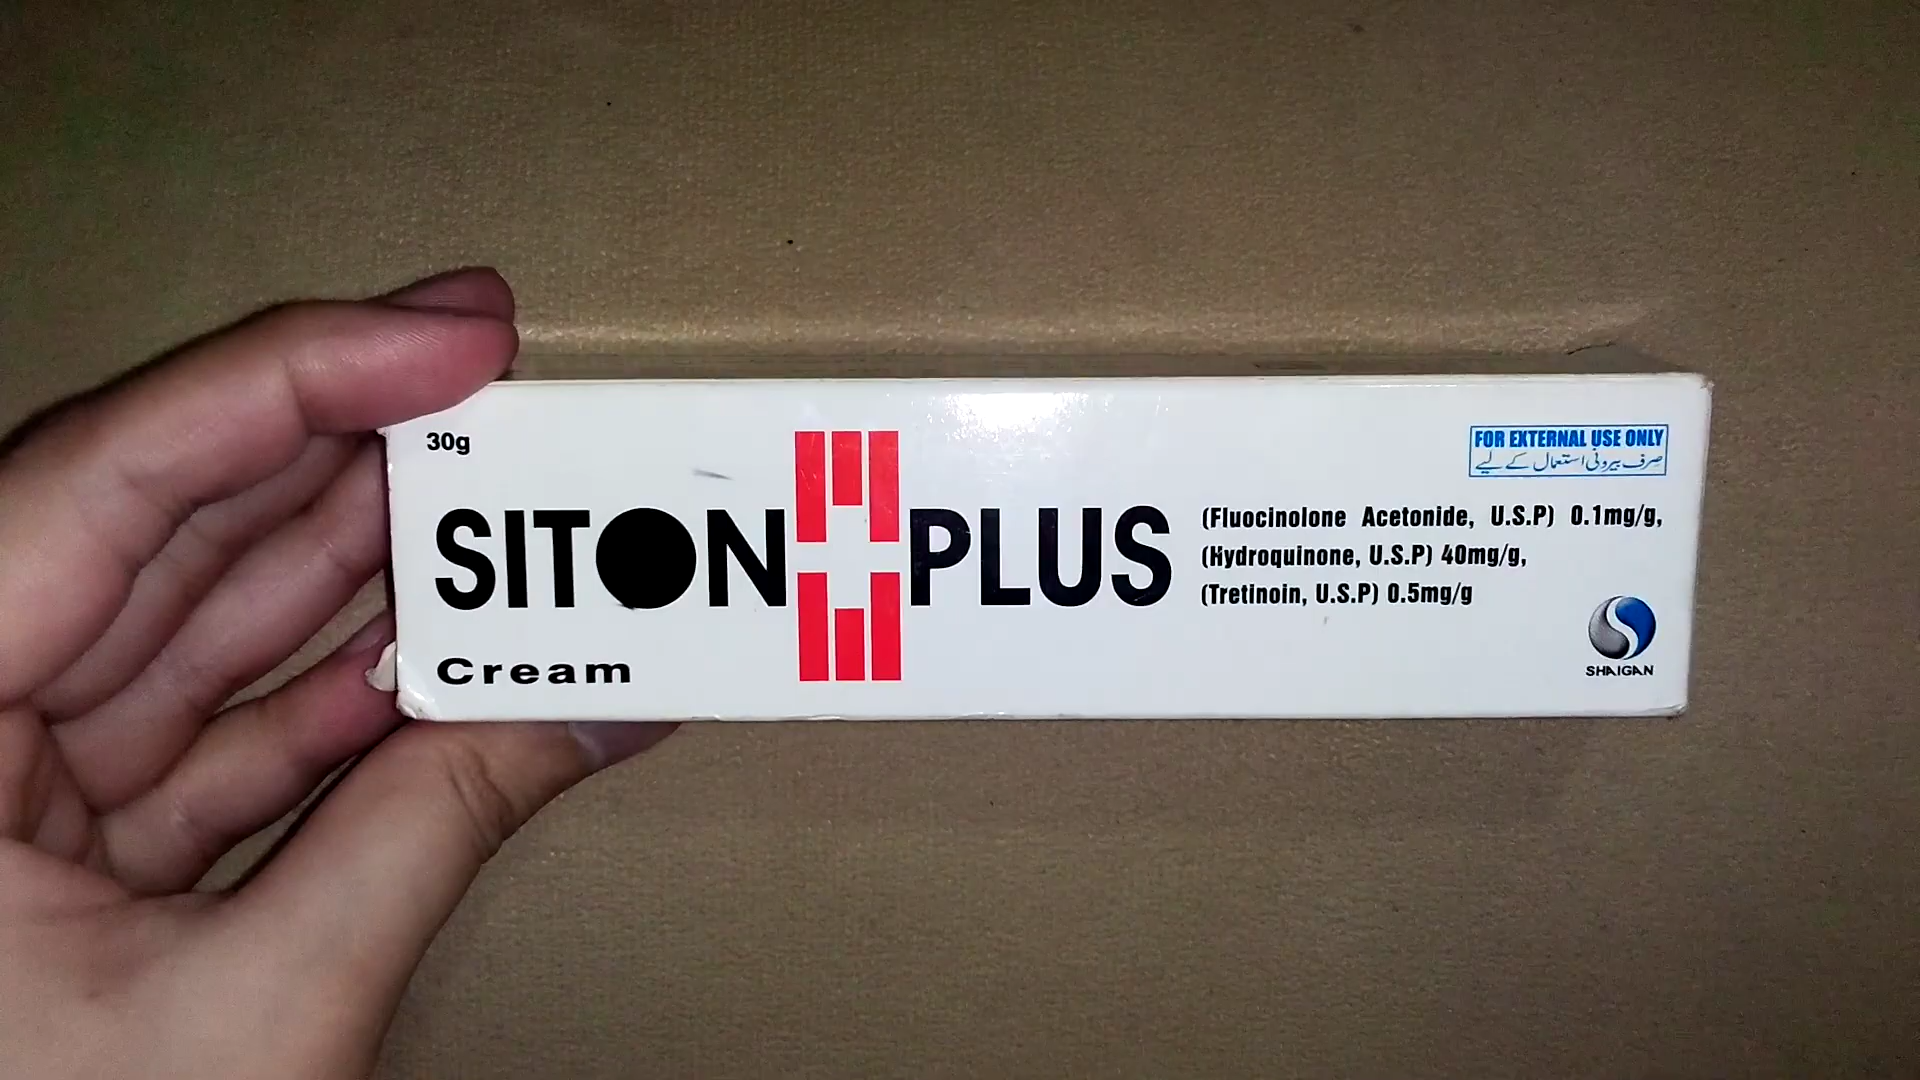 30g
FOR EXTERNAL USE ONLY
صرف بیرونی استعمال کے لیے
SITON PLUS
(Fluocinolone Acetonide, U.S.P) 0.1mg/g,
(Hydroquinone, U.S.P) 40mg/g,
(Tretinoin, U.S.P) 0.5mg/g
Cream
SHAIGAN